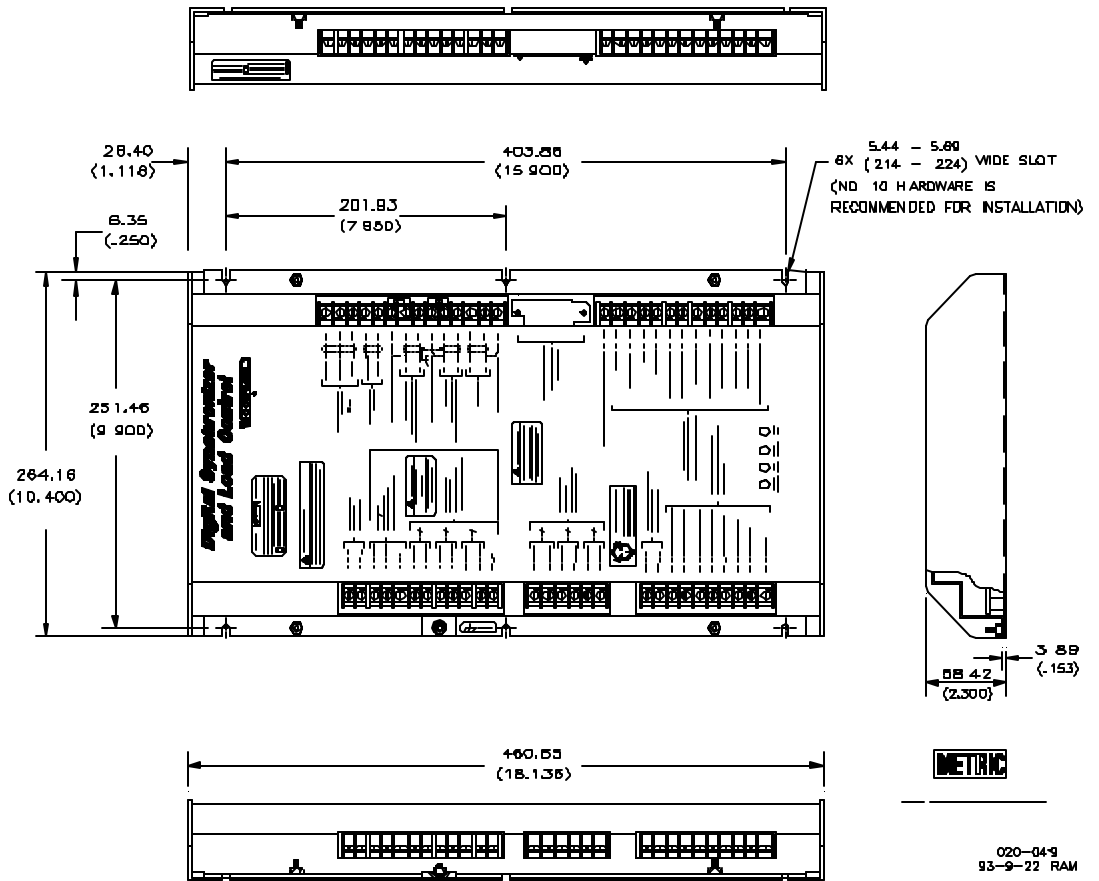 28.40
(1.118)
403.86
(15.900)
5.44 - 5.69
6X (.214 - .224) WIDE SLOT
(NO 10 HARDWARE IS
RECOMMENDED FOR INSTALLATION)
201.93
(7.950)
6.35
(.250)
251.46
(9.900)
264.16
(10.400)
Digital Synchronizer
and Load Control
3.89
(.153)
58.42
(2.300)
460.65
(18.136)
METRIC
020-049
93-9-22 RAM